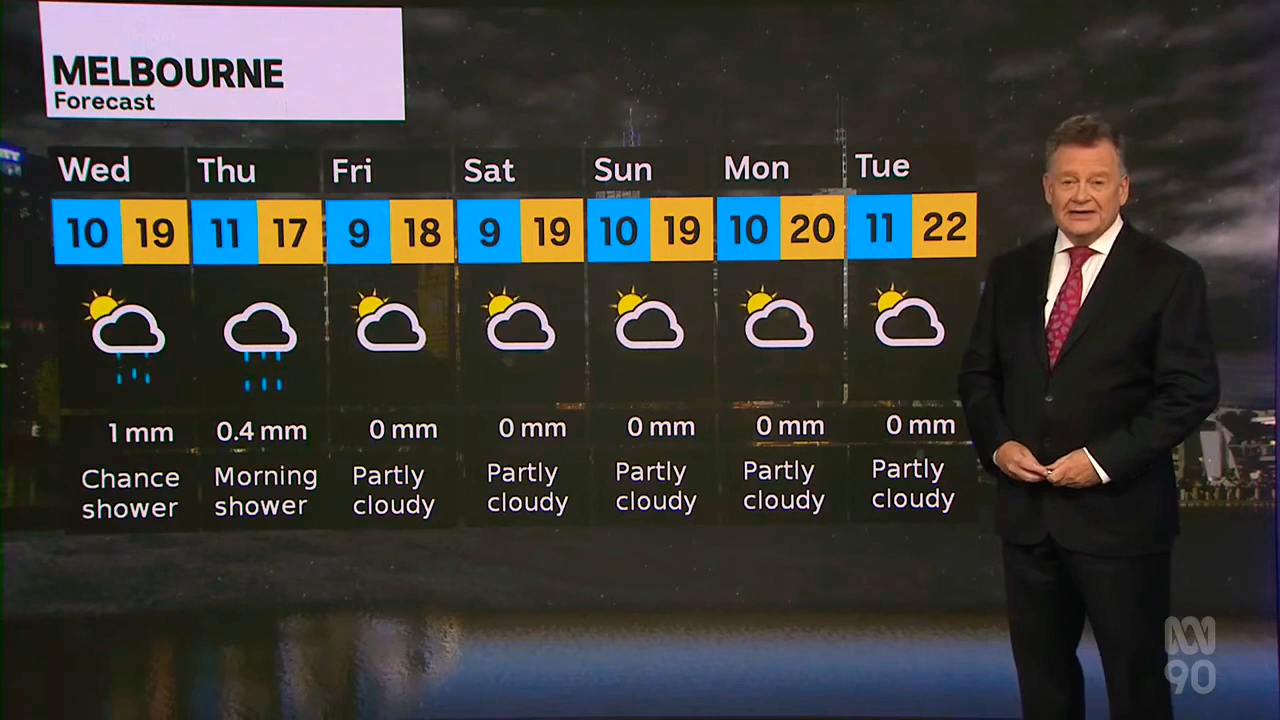 MELBOURNE
Forecast
Wed Thu Fri Sat Sun Mon Tue
10 19 11 17 9 18 9 19 10 19 10 20 11 22
1 mm 0.4 mm 0 mm 0 mm 0 mm 0 mm 0 mm
Chance shower
Morning shower
Partly cloudy
Partly cloudy
Partly cloudy
Partly cloudy
Partly cloudy
90